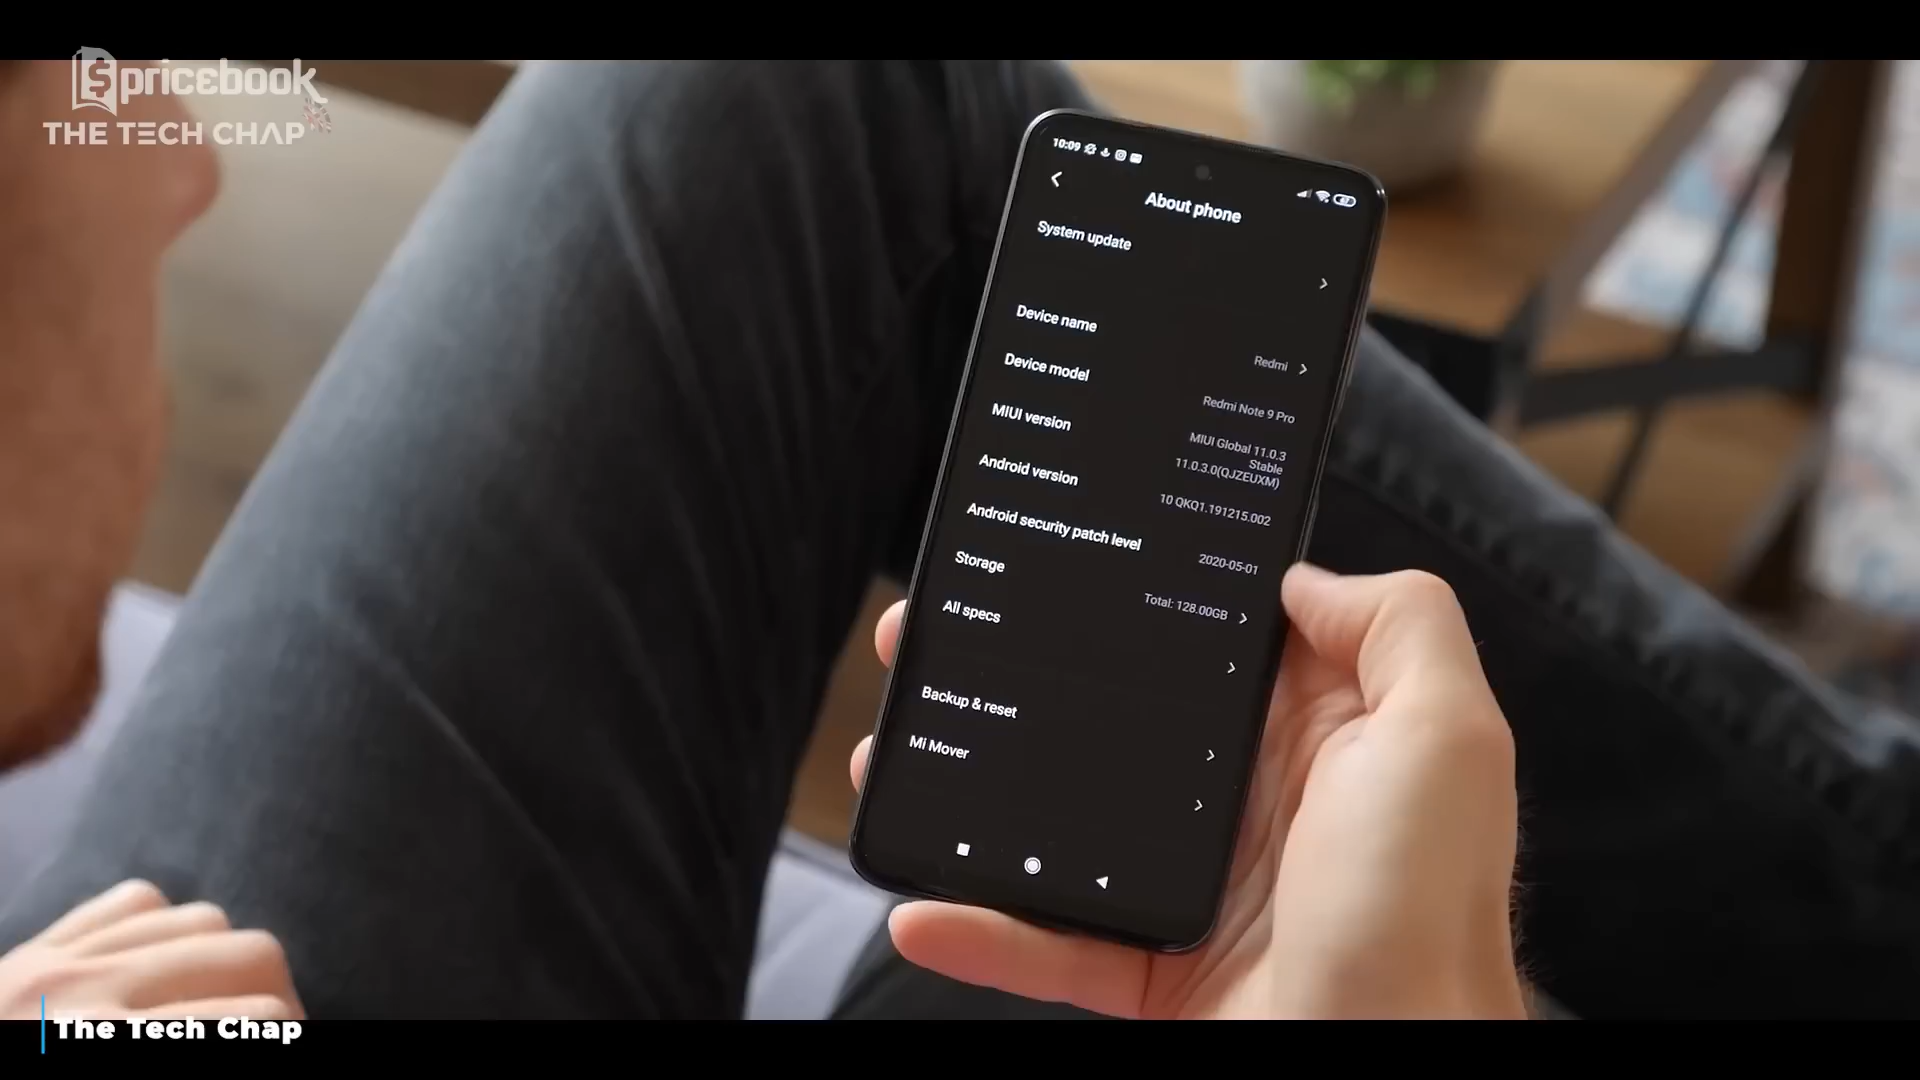 pricebook
THE TECH CHAP
10:09
About phone
System update
Device name
Redmi
Device model
Redmi Note 9 Pro
MIUI version
MIUI Global 11.0.3
Stable
11.0.3.0(QJZEUXM)
Android version
10 QKQ1.191215.002
Android security patch level
2020-05-01
Storage
Total: 128.00GB
All specs
Backup & reset
Mi Mover
The Tech Chap